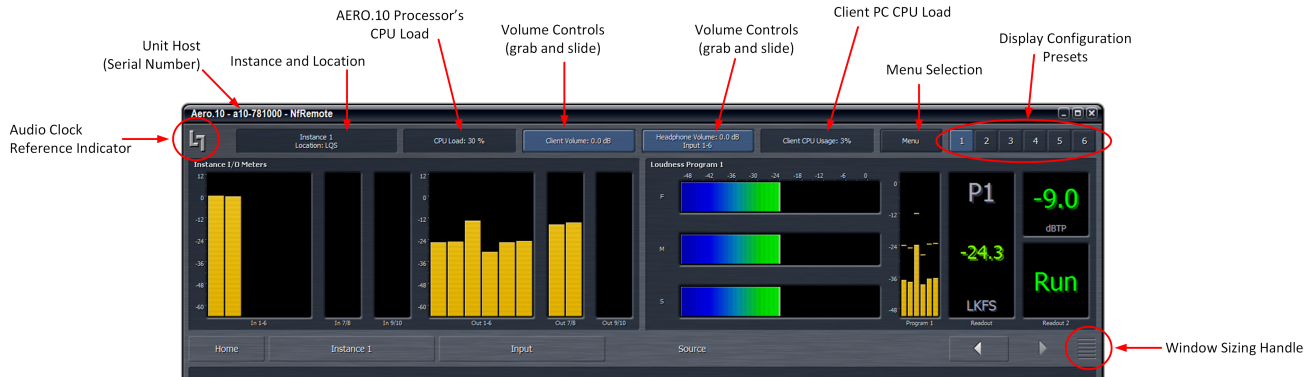 AERO.10 Processor's
CPU Load
Client PC CPU Load
Volume Controls
(grab and slide)
Volume Controls
(grab and slide)
Display Configuration
Presets
Unit Host
(Serial Number)
Instance and Location
Menu Selection
Audio Clock
Reference Indicator
Aero.10 - a10-781000 - NfRemote
Instance 1
Location: LQS
CPU Load: 30 %
Client Volume: 0.0 dB
Headphone Volume: 0.0 dB
Input 1-6
Client CPU Usage: 3%
Menu
1 2 3 4 5 6
Instance I/O Meters
12
0
-12
-24
-36
-48
-60
In 1-6
In 7/8
In 9/10
12
0
-12
-24
-36
-48
-60
Out 1-6
Out 7/8
Out 9/10
Loudness Program 1
-48 -42 -36 -30 -24 -18 -12 -6 0
F
M
S
0
-12
-24
-36
-48
Program 1
P1
-24.3
LKFS
Readout
-9.0
dBTP
Run
Readout 2
Home
Instance 1
Input
Source
Window Sizing Handle